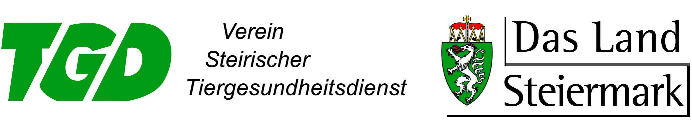 TGD
Verein
Steirischer
Tiergesundheitsdienst
Das Land
Steiermark